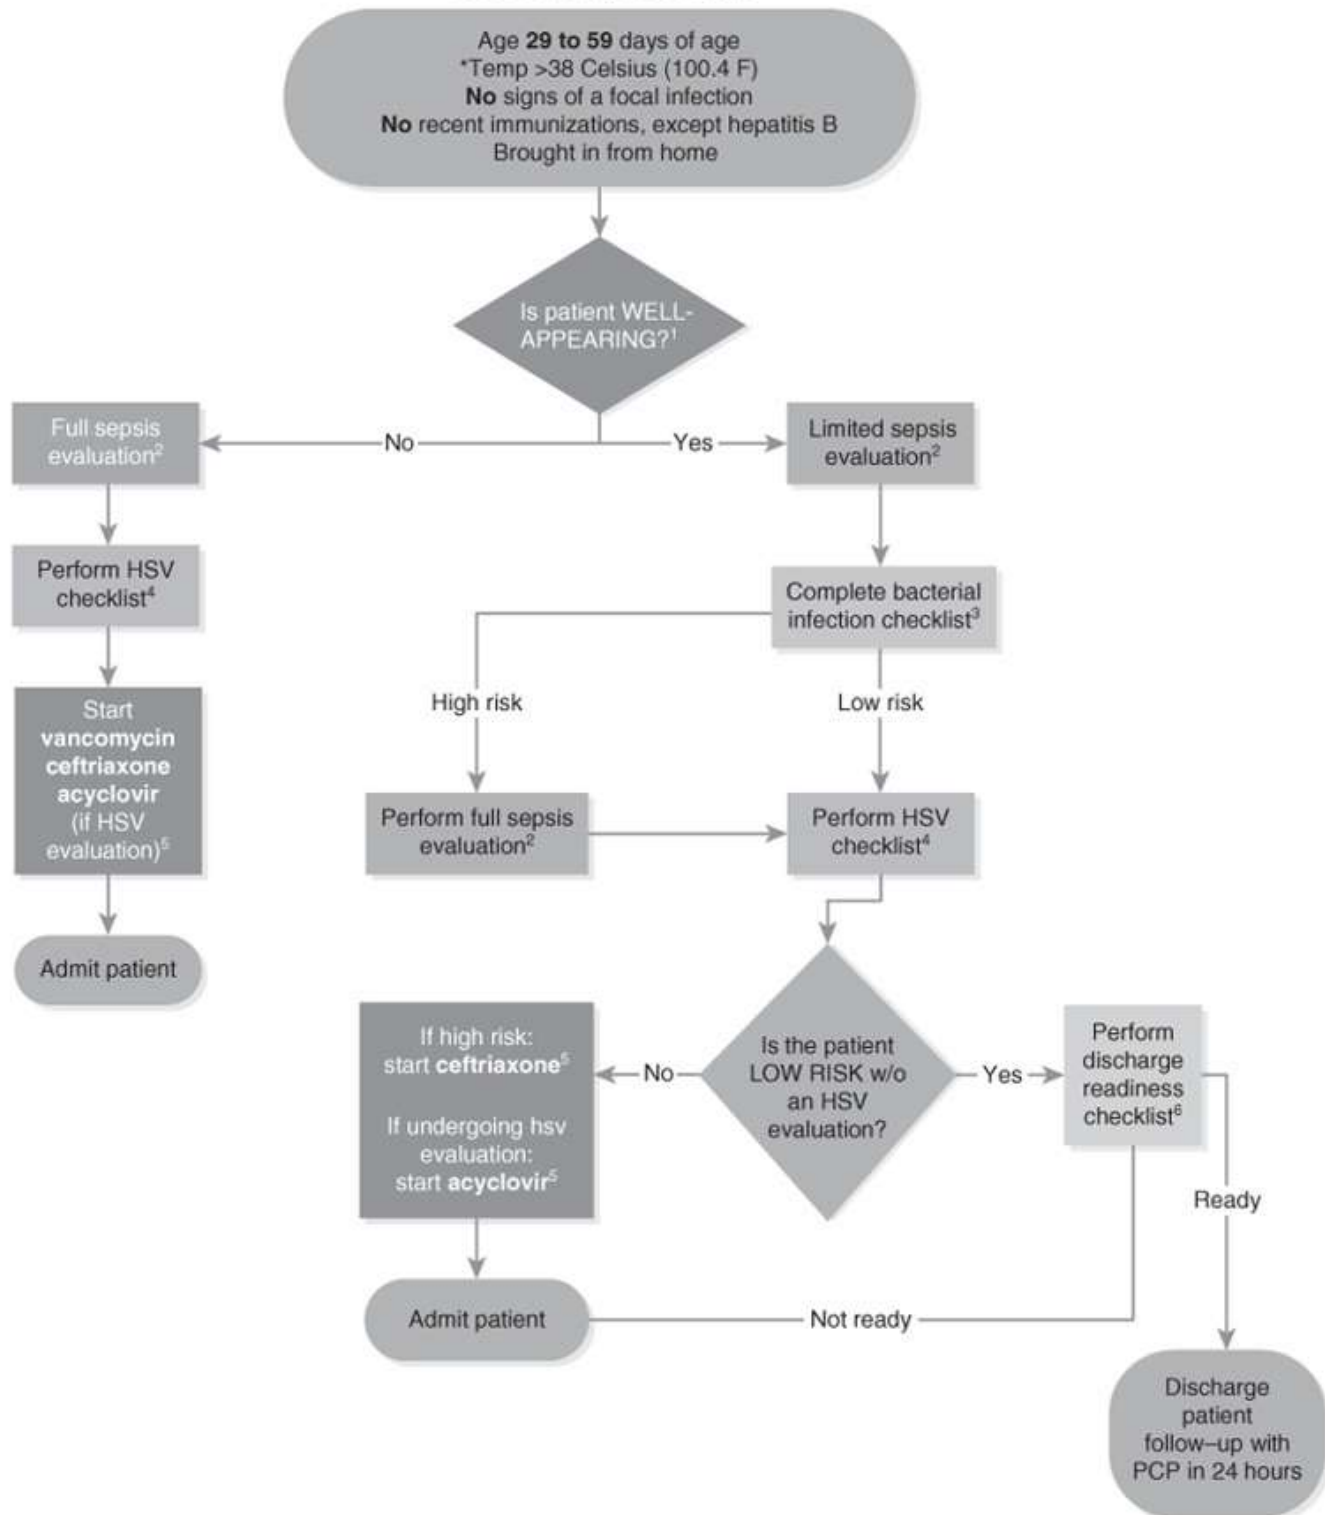 Age 29 to 59 days of age
*Temp >38 Celsius (100.4 F)
No signs of a focal infection
No recent immunizations, except hepatitis B
Brought in from home
Is patient WELL-
APPEARING?¹
No
Yes
Full sepsis
evaluation²
Limited sepsis
evaluation²
Perform HSV
checklist⁴
Complete bacterial
infection checklist³
Start
vancomycin
ceftriaxone
acyclovir
(if HSV
evaluation)⁵
High risk
Low risk
Perform full sepsis
evaluation²
Perform HSV
checklist⁴
Admit patient
If high risk:
start ceftriaxone⁵
If undergoing hsv
evaluation:
start acyclovir⁵
No
Is the patient
LOW RISK w/o
an HSV
evaluation?
Yes
Perform
discharge
readiness
checklist⁶
Ready
Admit patient
Not ready
Discharge
patient
follow–up with
PCP in 24 hours